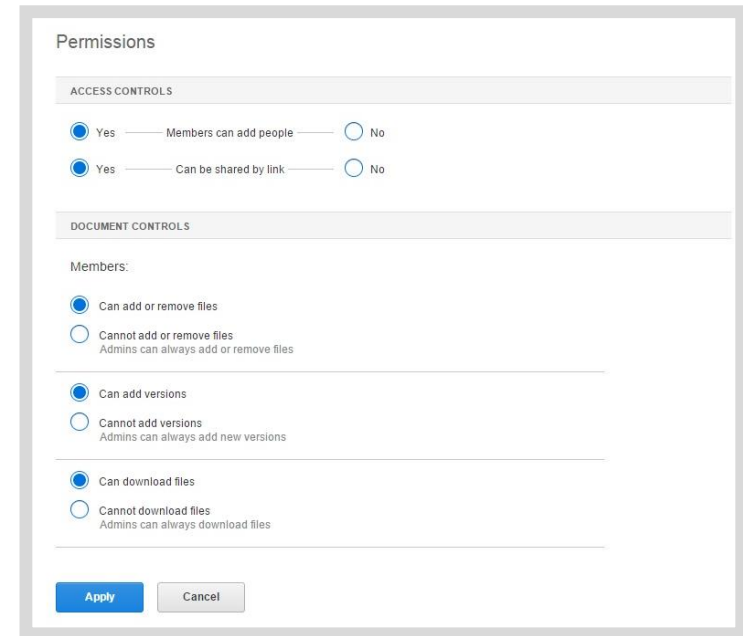 Permissions
ACCESS CONTROLS
Yes Members can add people No
Yes Can be shared by link No
DOCUMENT CONTROLS
Members:
Can add or remove files
Cannot add or remove files
Admins can always add or remove files
Can add versions
Cannot add versions
Admins can always add new versions
Can download files
Cannot download files
Admins can always download files
Apply Cancel